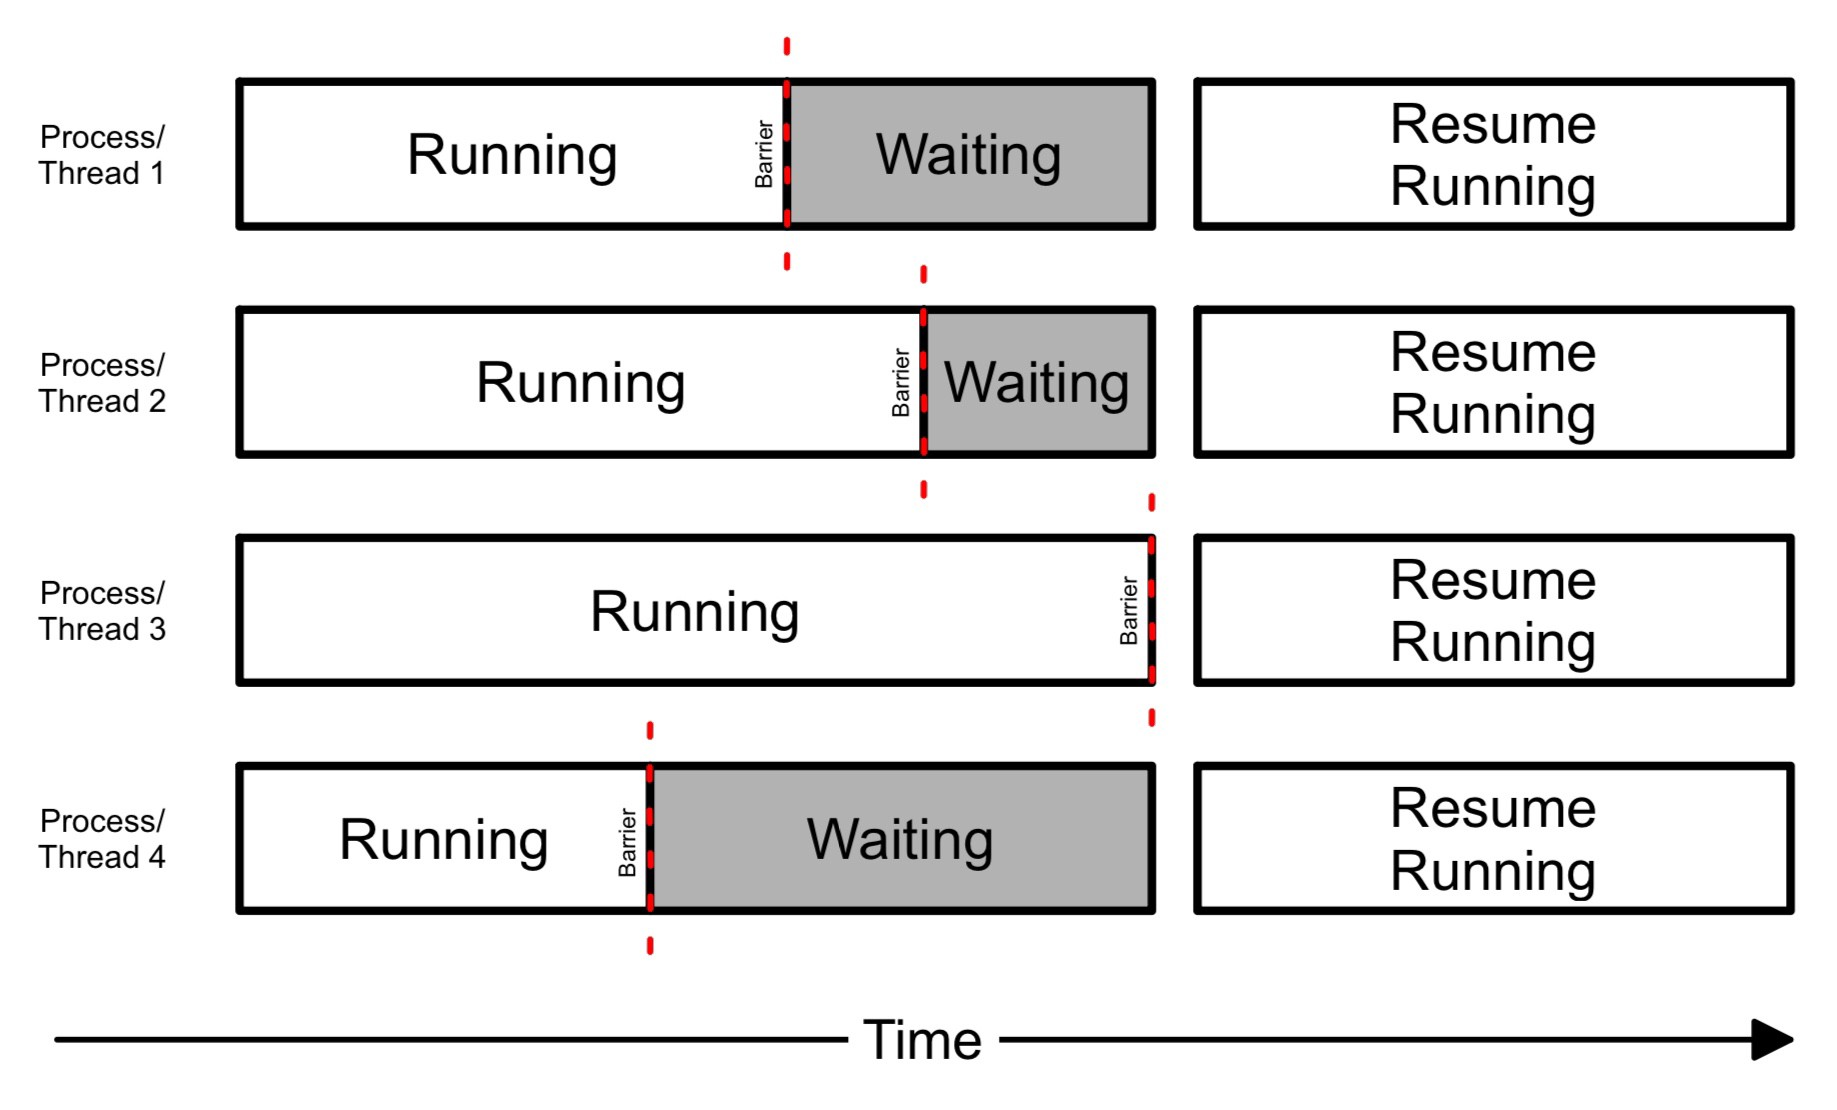 Process/
Thread 1
Running
Barrier
Waiting
Resume
Running
Process/
Thread 2
Running
Barrier
Waiting
Resume
Running
Process/
Thread 3
Running
Barrier
Resume
Running
Process/
Thread 4
Running
Barrier
Waiting
Resume
Running
Time